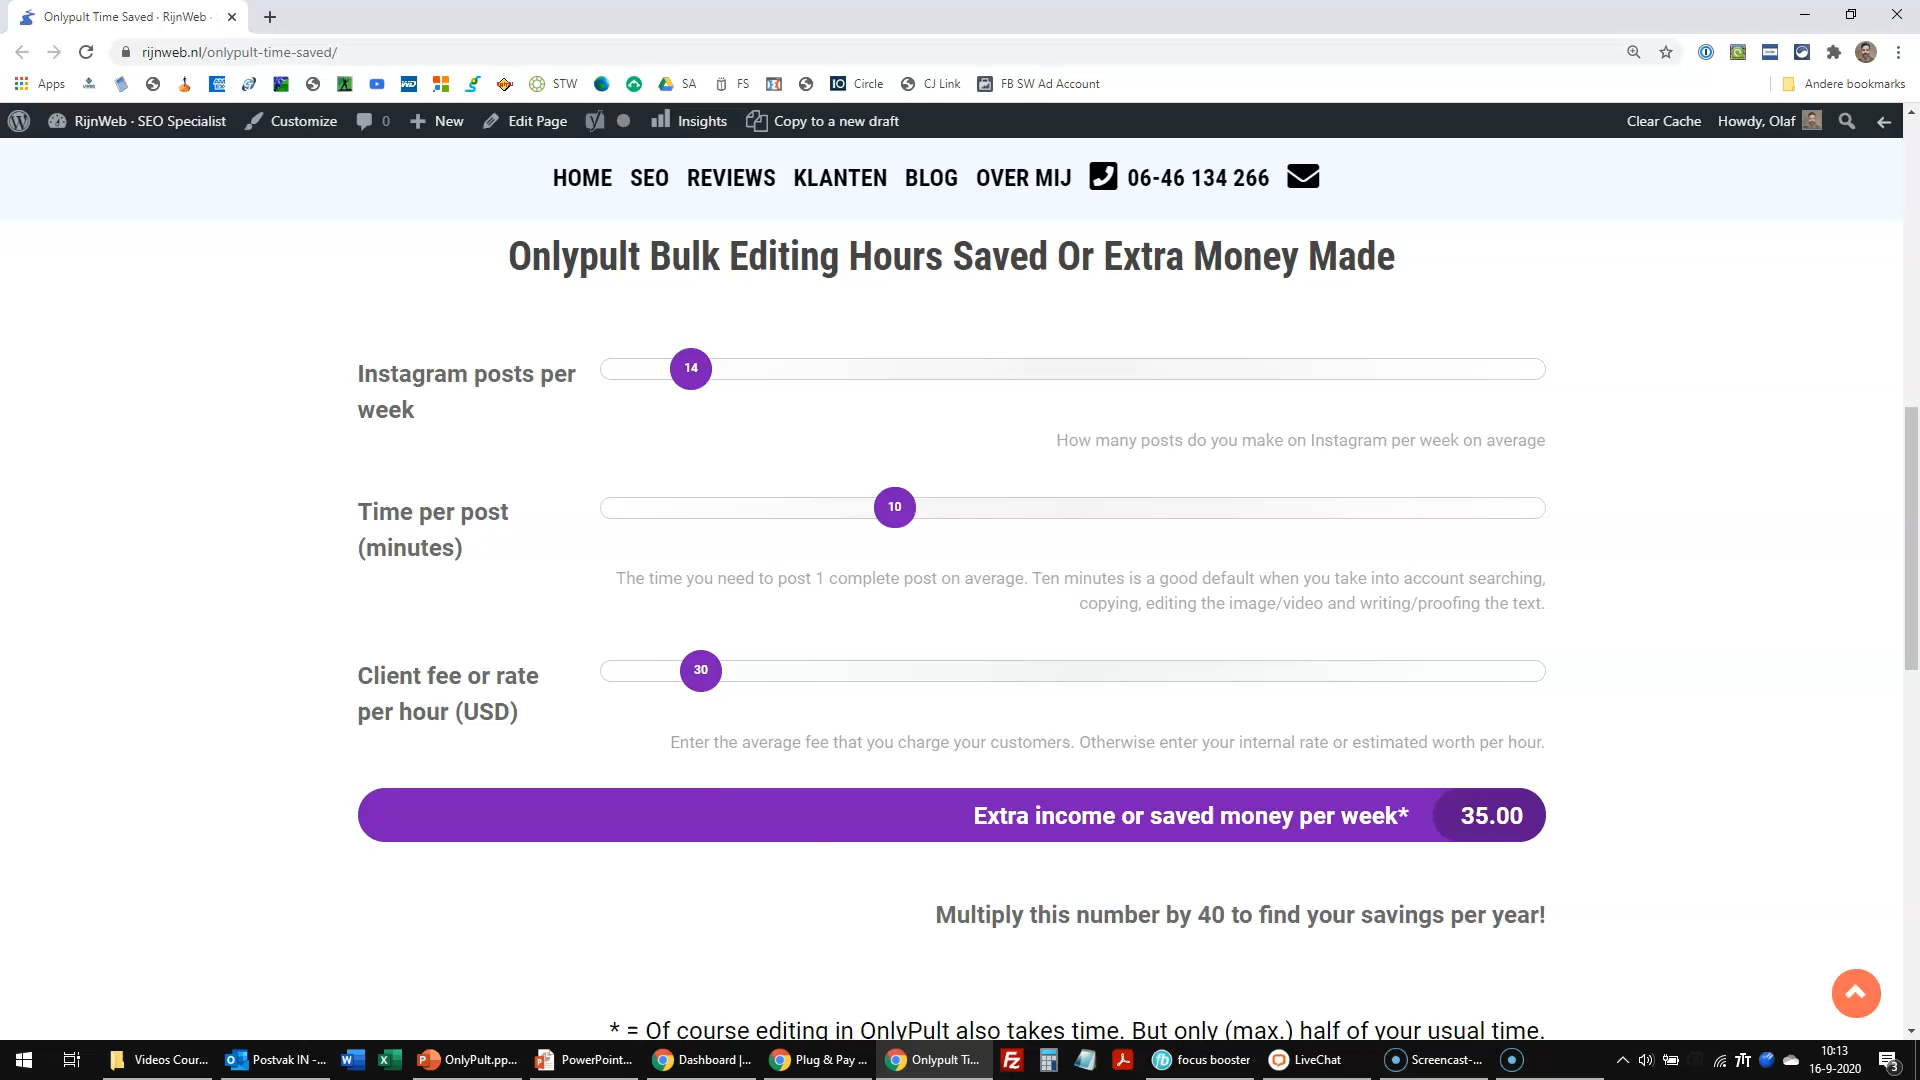 Onlypult Time Saved · RijnWeb ·
rijnweb.nl/onlypult-time-saved/
Apps
STW
SA
FS
IO
Circle
CJ Link
FB SW Ad Account
Andere bookmarks
RijnWeb · SEO Specialist
Customize
0
New
Edit Page
Insights
Copy to a new draft
Clear Cache
Howdy, Olaf
HOME SEO REVIEWS KLANTEN BLOG OVER MIJ 06-46 134 266
Onlypult Bulk Editing Hours Saved Or Extra Money Made
Instagram posts per
week
14
How many posts do you make on Instagram per week on average
Time per post
(minutes)
10
The time you need to post 1 complete post on average. Ten minutes is a good default when you take into account searching,
copying, editing the image/video and writing/proofing the text.
Client fee or rate
per hour (USD)
30
Enter the average fee that you charge your customers. Otherwise enter your internal rate or estimated worth per hour.
Extra income or saved money per week* 35.00
Multiply this number by 40 to find your savings per year!
* = Of course editing in OnlyPult also takes time. But only (max.) half of your usual time.
Videos Cour...
Postvak IN -...
OnlyPult.pp...
PowerPoint...
Dashboard |...
Plug & Pay ...
Onlypult Ti...
focus booster
LiveChat
Screencast-...
10:13
16-9-2020
3